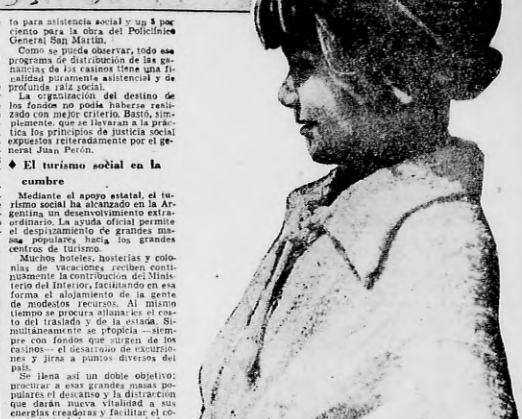 to para asistencia social y un 5 por
ciento para la obra del Policlínico
General San Martín.
Como se puede observar, todo ese
programa de distribución de las ga-
nancias de los casinos tiene una fi-
nalidad puramente asistencial y de
profunda raíz social.
La organización del destino de
los fondos no podía haberse reali-
zado con mejor criterio. Bastó, sim-
plemente, que se llevaran a la prác-
tica los principios de justicia social
expuestos reiteradamente por el ge-
neral Juan Perón.
♦ El turismo social en la
cumbre
Mediante el apoyo estatal, el tu-
rismo social ha alcanzado en la Ar-
gentina un desenvolvimiento extra-
ordinario. La ayuda oficial permite
el desplazamiento de grandes ma-
sas populares hacia los grandes
centros de turismo.
Muchos hoteles, hosterías y colo-
nias de vacaciones reciben conti-
nuamente la contribución del Minis-
terio del Interior, facilitando en esa
forma el alojamiento de la gente
de modestos recursos. Al mismo
tiempo se procura allanarles el cos-
to del traslado y de la estada. Si-
multáneamente se propicia —siem-
pre con fondos que surgen de los
casinos— el desarrollo de excursio-
nes y jiras a puntos diversos del
país.
Se llena así un doble objetivo:
procurar a esas grandes masas po-
pulares el descanso y la distracción
que darán nueva vitalidad a sus
energías creadoras y facilitar el co-